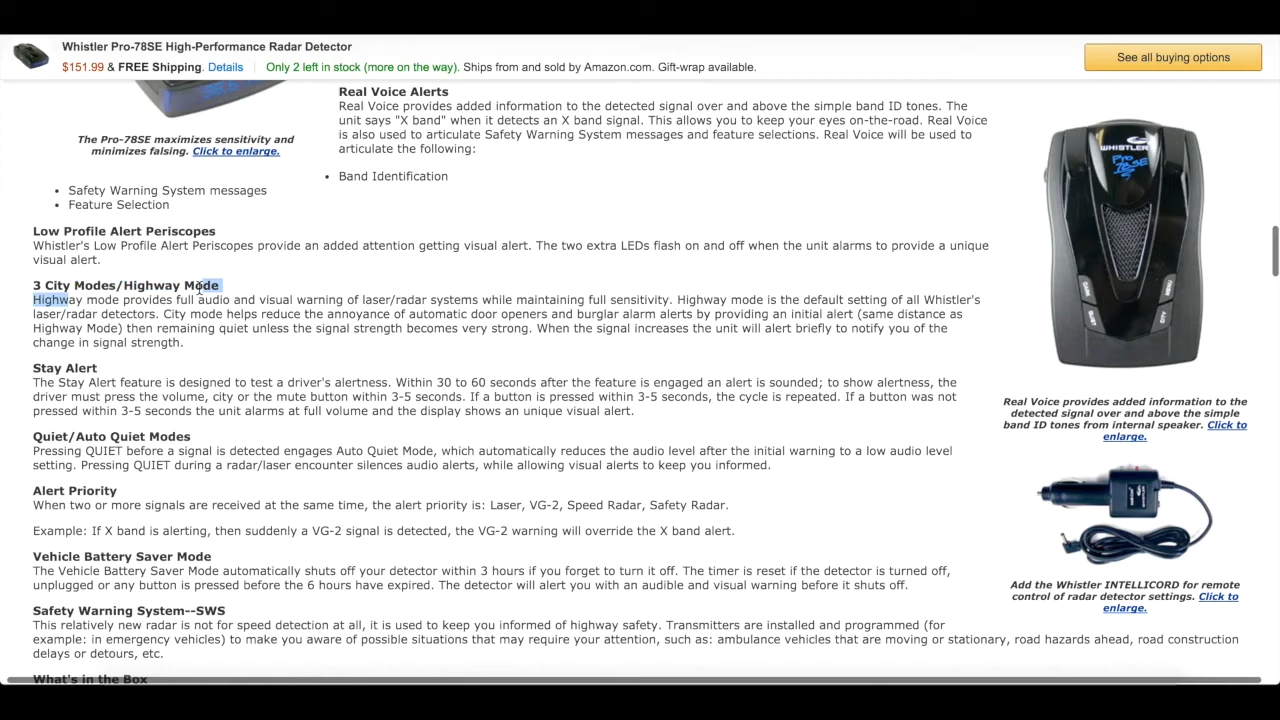 Whistler Pro-78SE High-Performance Radar Detector
$151.99 & FREE Shipping. Details
Only 2 left in stock (more on the way). Ships from and sold by Amazon.com. Gift-wrap available.
See all buying options
The Pro-78SE maximizes sensitivity and
minimizes falsing. Click to enlarge.
Real Voice Alerts
Real Voice provides added information to the detected signal over and above the simple band ID tones. The
unit says "X band" when it detects an X band signal. This allows you to keep your eyes on-the-road. Real Voice
is also used to articulate Safety Warning System messages and feature selections. Real Voice will be used to
articulate the following:
• Band Identification
• Safety Warning System messages
• Feature Selection
Low Profile Alert Periscopes
Whistler's Low Profile Alert Periscopes provide an added attention getting visual alert. The two extra LEDs flash on and off when the unit alarms to provide a unique
visual alert.
3 City Modes/Highway Mode
Highway mode provides full audio and visual warning of laser/radar systems while maintaining full sensitivity. Highway mode is the default setting of all Whistler's
laser/radar detectors. City mode helps reduce the annoyance of automatic door openers and burglar alarm alerts by providing an initial alert (same distance as
Highway Mode) then remaining quiet unless the signal strength becomes very strong. When the signal increases the unit will alert briefly to notify you of the
change in signal strength.
Stay Alert
The Stay Alert feature is designed to test a driver's alertness. Within 30 to 60 seconds after the feature is engaged an alert is sounded; to show alertness, the
driver must press the volume, city or the mute button within 3-5 seconds. If a button is pressed within 3-5 seconds, the cycle is repeated. If a button was not
pressed within 3-5 seconds the unit alarms at full volume and the display shows an unique visual alert.
Quiet/Auto Quiet Modes
Pressing QUIET before a signal is detected engages Auto Quiet Mode, which automatically reduces the audio level after the initial warning to a low audio level
setting. Pressing QUIET during a radar/laser encounter silences audio alerts, while allowing visual alerts to keep you informed.
Alert Priority
When two or more signals are received at the same time, the alert priority is: Laser, VG-2, Speed Radar, Safety Radar.
Example: If X band is alerting, then suddenly a VG-2 signal is detected, the VG-2 warning will override the X band alert.
Vehicle Battery Saver Mode
The Vehicle Battery Saver Mode automatically shuts off your detector within 3 hours if you forget to turn it off. The timer is reset if the detector is turned off,
unplugged or any button is pressed before the 6 hours have expired. The detector will alert you with an audible and visual warning before it shuts off.
Safety Warning System--SWS
This relatively new radar is not for speed detection at all, it is used to keep you informed of highway safety. Transmitters are installed and programmed (for
example: in emergency vehicles) to make you aware of possible situations that may require your attention, such as: ambulance vehicles that are moving or stationary, road hazards ahead, road construction
delays or detours, etc.
What's in the Box
WHISTLER
Pro
78SE
CITY
Real Voice provides added information to the
detected signal over and above the simple
band ID tones from internal speaker. Click to
enlarge.
Add the Whistler INTELLICORD for remote
control of radar detector settings. Click to
enlarge.